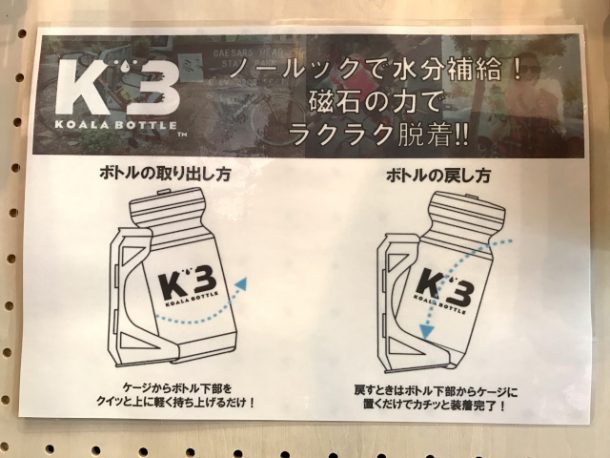 K3
KOALA BOTTLE™
ノールックで水分補給！
磁石の力で
ラクラク脱着!!
CAESARS HEAD
STATE PARK
ボトルの取り出し方
ボトルの戻し方
K3
KOALA BOTTLE
K3
KOALA BOTTLE
ケージからボトル下部を
クイッと上に軽く持ち上げるだけ！
戻すときはボトル下部からケージに
置くだけでカチッと装着完了！